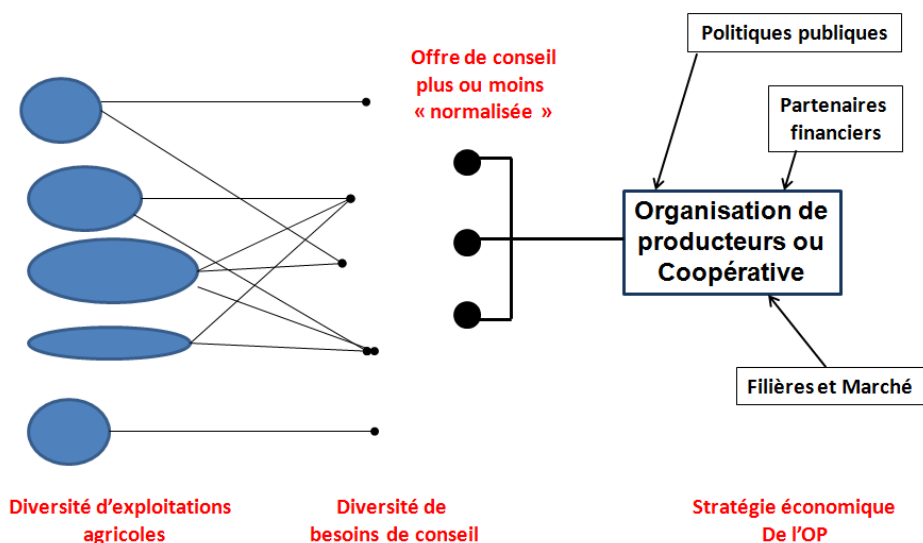 Politiques publiques
Offre de conseil
plus ou moins
« normalisée »
Partenaires
financiers
Organisation de
producteurs ou
Coopérative
Filières et Marché
Diversité d'exploitations
agricoles
Diversité de
besoins de conseil
Stratégie économique
De l'OP